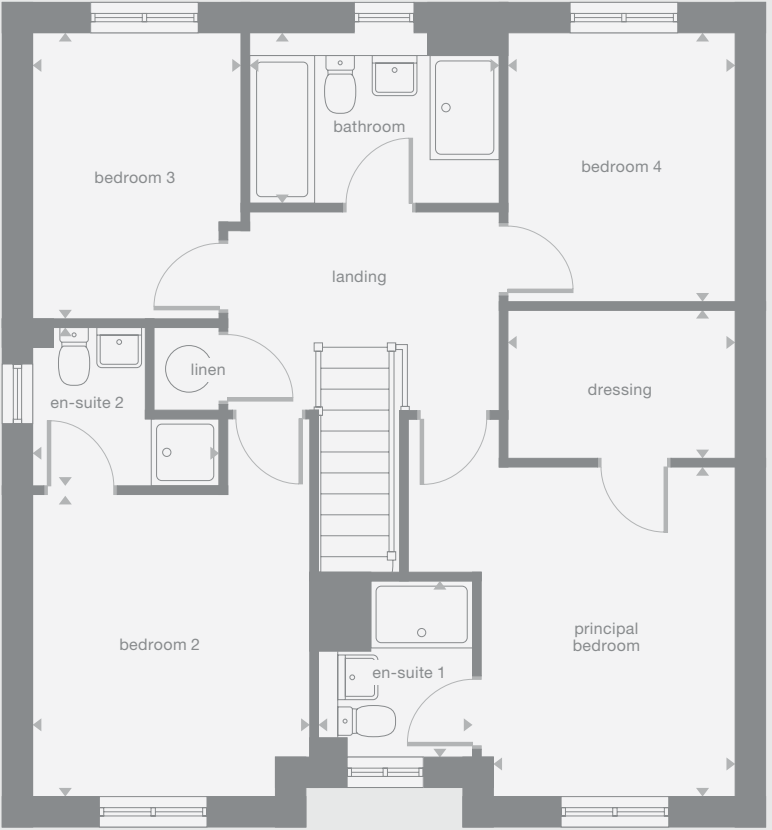 bathroom
bedroom 3
bedroom 4
landing
linen
dressing
en-suite 2
principal
bedroom
bedroom 2
en-suite 1